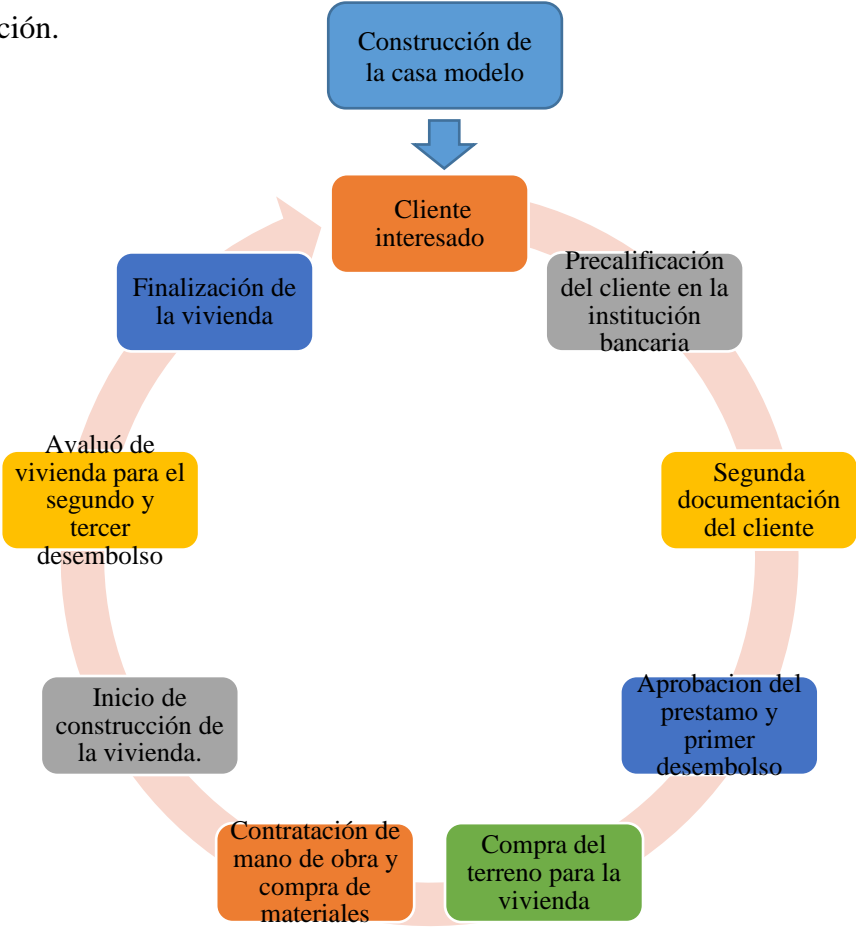 ción.
Construcción de
la casa modelo
Cliente
interesado
Precalificación
del cliente en la
institución
bancaria
Segunda
documentación
del cliente
Aprobacion del
prestamo y
primer
desembolso
Compra del
terreno para la
vivienda
Contratación de
mano de obra y
compra de
materiales
Inicio de
construcción de
la vivienda.
Avaluó de
vivienda para el
segundo y
tercer
desembolso
Finalización de
la vivienda